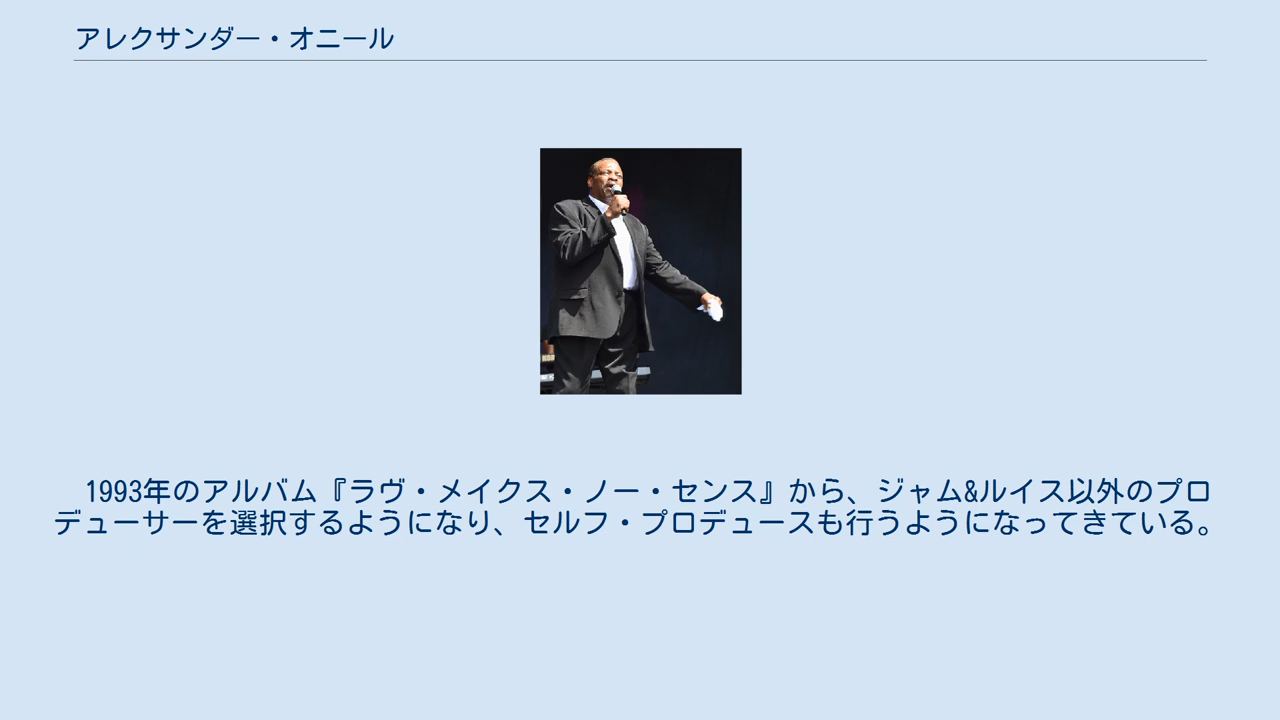 アレクサンダー・オニール
1993年のアルバム『ラヴ・メイクス・ノー・センス』から、ジャム&ルイス以外のプロ
デューサーを選択するようになり、セルフ・プロデュースも行うようになってきている。